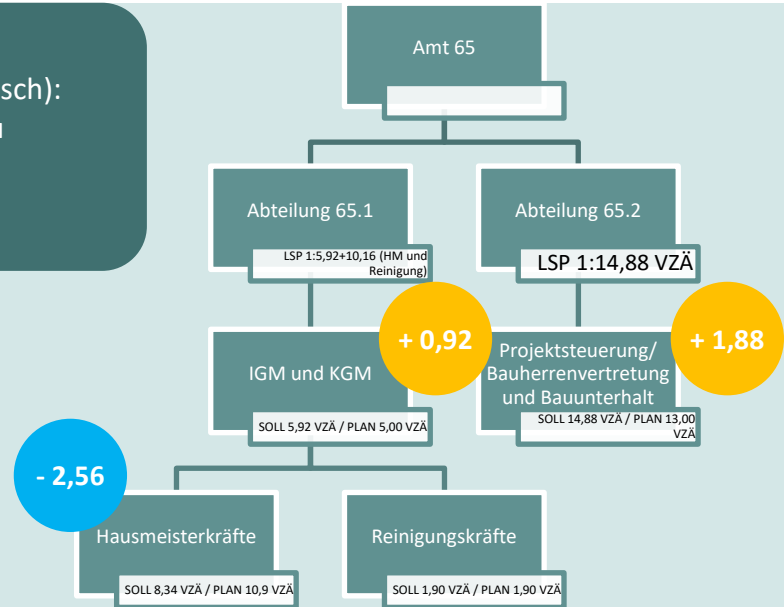 sch):
Amt 65
Abteilung 65.1
LSP 1:5,92+10,16 (HM und
Reinigung)
Abteilung 65.2
LSP 1:14,88 VZÄ
+ 0,92
+ 1,88
IGM und KGM
SOLL 5,92 VZÄ / PLAN 5,00 VZÄ
Projektsteuerung/
Bauherrenvertretung
und Bauunterhalt
SOLL 14,88 VZÄ / PLAN 13,00
VZÄ
- 2,56
Hausmeisterkräfte
SOLL 8,34 VZÄ / PLAN 10,9 VZÄ
Reinigungskräfte
SOLL 1,90 VZÄ / PLAN 1,90 VZÄ